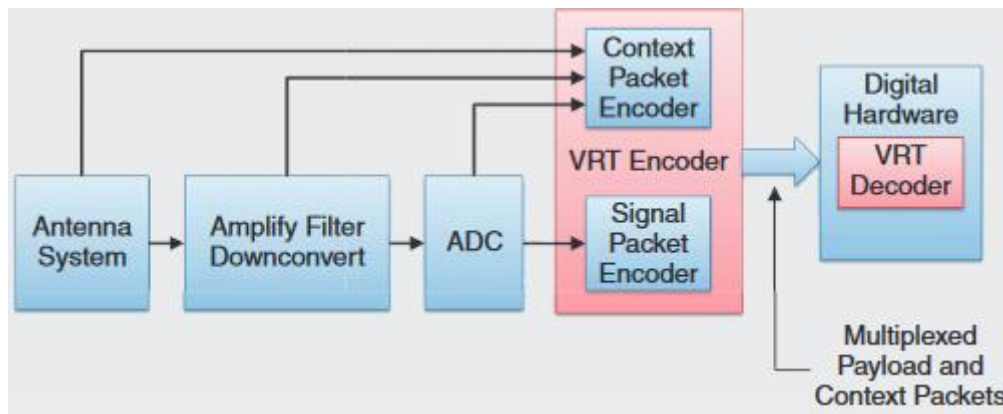 Context
Packet
Encoder
VRT Encoder
Signal
Packet
Encoder
Digital
Hardware
VRT
Decoder
Antenna
System
Amplify Filter
Downconvert
ADC
Multiplexed
Payload and
Context Packets